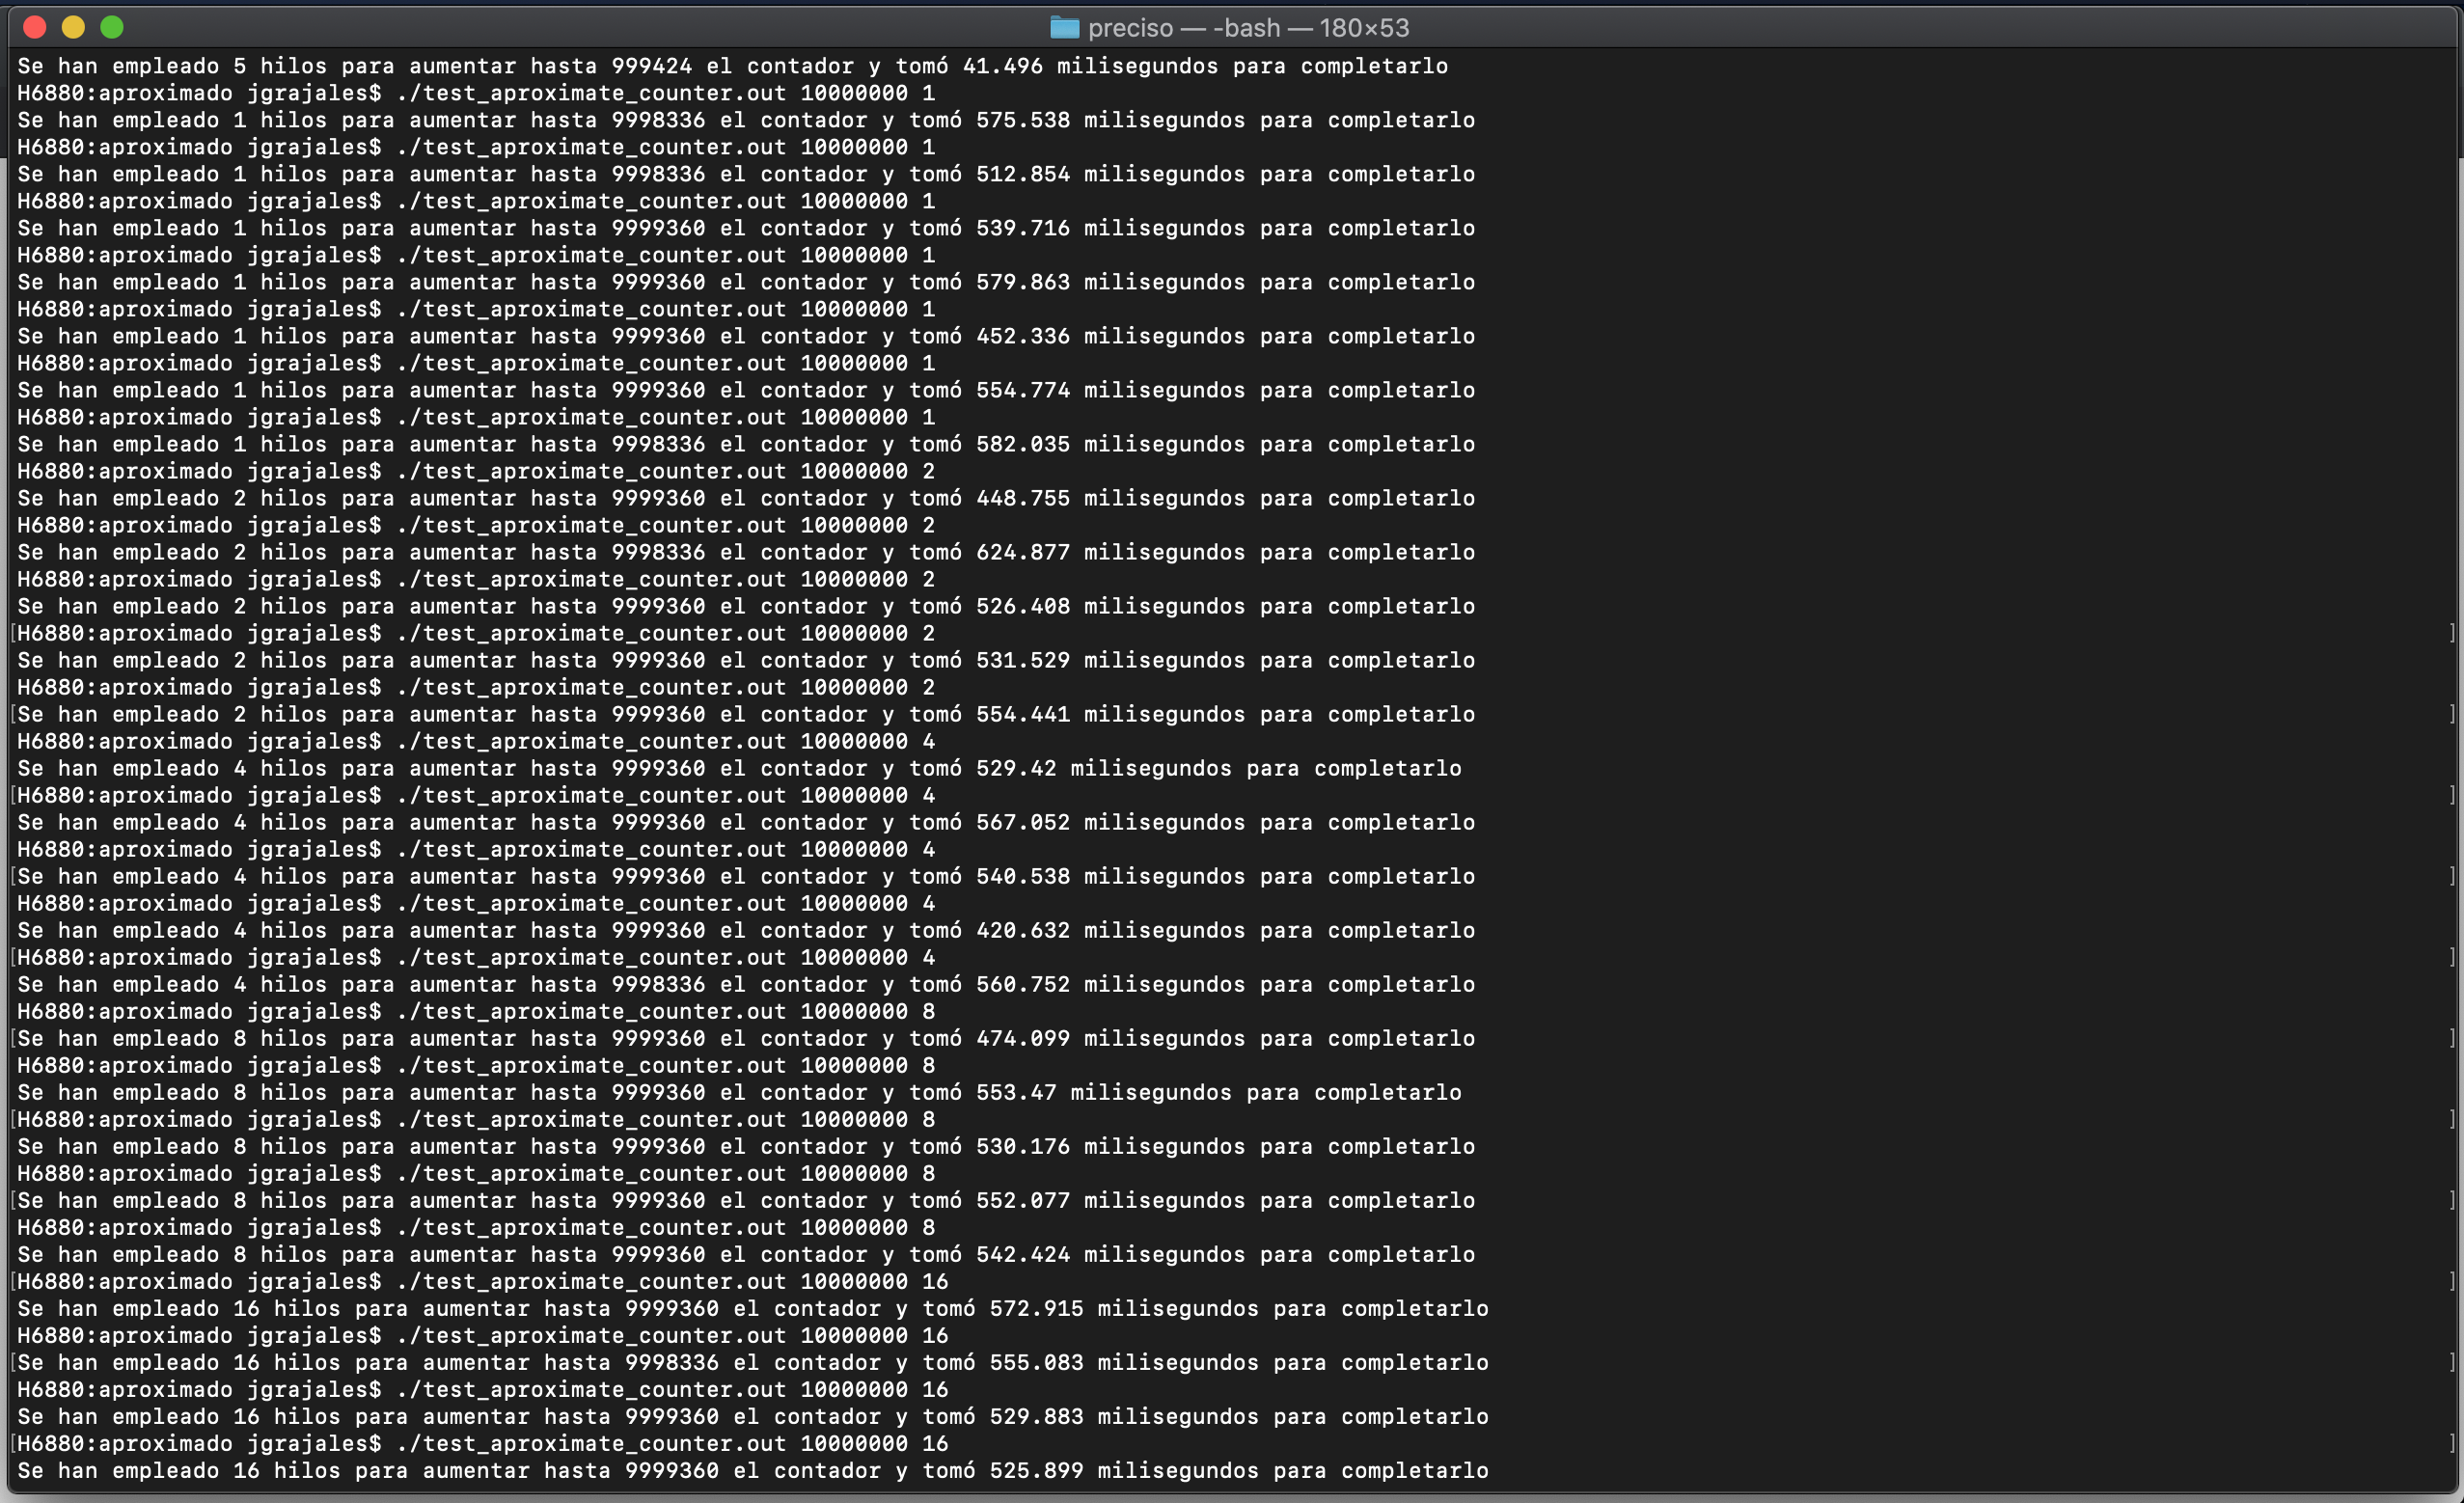 preciso — -bash — 180×53
Se han empleado 5 hilos para aumentar hasta 999424 el contador y tomó 41.496 milisegundos para completarlo
H6880:aproximado jgrajales$ ./test_aproximate_counter.out 10000000 1
Se han empleado 1 hilos para aumentar hasta 9998336 el contador y tomó 575.538 milisegundos para completarlo
H6880:aproximado jgrajales$ ./test_aproximate_counter.out 10000000 1
Se han empleado 1 hilos para aumentar hasta 9998336 el contador y tomó 512.854 milisegundos para completarlo
H6880:aproximado jgrajales$ ./test_aproximate_counter.out 10000000 1
Se han empleado 1 hilos para aumentar hasta 9999360 el contador y tomó 539.716 milisegundos para completarlo
H6880:aproximado jgrajales$ ./test_aproximate_counter.out 10000000 1
Se han empleado 1 hilos para aumentar hasta 9999360 el contador y tomó 579.863 milisegundos para completarlo
H6880:aproximado jgrajales$ ./test_aproximate_counter.out 10000000 1
Se han empleado 1 hilos para aumentar hasta 9999360 el contador y tomó 452.336 milisegundos para completarlo
H6880:aproximado jgrajales$ ./test_aproximate_counter.out 10000000 1
Se han empleado 1 hilos para aumentar hasta 9999360 el contador y tomó 554.774 milisegundos para completarlo
H6880:aproximado jgrajales$ ./test_aproximate_counter.out 10000000 1
Se han empleado 1 hilos para aumentar hasta 9998336 el contador y tomó 582.035 milisegundos para completarlo
H6880:aproximado jgrajales$ ./test_aproximate_counter.out 10000000 2
Se han empleado 2 hilos para aumentar hasta 9999360 el contador y tomó 448.755 milisegundos para completarlo
H6880:aproximado jgrajales$ ./test_aproximate_counter.out 10000000 2
Se han empleado 2 hilos para aumentar hasta 9998336 el contador y tomó 624.877 milisegundos para completarlo
H6880:aproximado jgrajales$ ./test_aproximate_counter.out 10000000 2
Se han empleado 2 hilos para aumentar hasta 9999360 el contador y tomó 526.408 milisegundos para completarlo
[H6880:aproximado jgrajales$ ./test_aproximate_counter.out 10000000 2 ]
Se han empleado 2 hilos para aumentar hasta 9999360 el contador y tomó 531.529 milisegundos para completarlo
H6880:aproximado jgrajales$ ./test_aproximate_counter.out 10000000 2
[Se han empleado 2 hilos para aumentar hasta 9999360 el contador y tomó 554.441 milisegundos para completarlo ]
H6880:aproximado jgrajales$ ./test_aproximate_counter.out 10000000 4
Se han empleado 4 hilos para aumentar hasta 9999360 el contador y tomó 529.42 milisegundos para completarlo
[H6880:aproximado jgrajales$ ./test_aproximate_counter.out 10000000 4 ]
Se han empleado 4 hilos para aumentar hasta 9999360 el contador y tomó 567.052 milisegundos para completarlo
H6880:aproximado jgrajales$ ./test_aproximate_counter.out 10000000 4
[Se han empleado 4 hilos para aumentar hasta 9999360 el contador y tomó 540.538 milisegundos para completarlo ]
H6880:aproximado jgrajales$ ./test_aproximate_counter.out 10000000 4
Se han empleado 4 hilos para aumentar hasta 9999360 el contador y tomó 420.632 milisegundos para completarlo
[H6880:aproximado jgrajales$ ./test_aproximate_counter.out 10000000 4 ]
Se han empleado 4 hilos para aumentar hasta 9998336 el contador y tomó 560.752 milisegundos para completarlo
H6880:aproximado jgrajales$ ./test_aproximate_counter.out 10000000 8
[Se han empleado 8 hilos para aumentar hasta 9999360 el contador y tomó 474.099 milisegundos para completarlo ]
H6880:aproximado jgrajales$ ./test_aproximate_counter.out 10000000 8
Se han empleado 8 hilos para aumentar hasta 9999360 el contador y tomó 553.47 milisegundos para completarlo
[H6880:aproximado jgrajales$ ./test_aproximate_counter.out 10000000 8 ]
Se han empleado 8 hilos para aumentar hasta 9999360 el contador y tomó 530.176 milisegundos para completarlo
H6880:aproximado jgrajales$ ./test_aproximate_counter.out 10000000 8
[Se han empleado 8 hilos para aumentar hasta 9999360 el contador y tomó 552.077 milisegundos para completarlo ]
H6880:aproximado jgrajales$ ./test_aproximate_counter.out 10000000 8
Se han empleado 8 hilos para aumentar hasta 9999360 el contador y tomó 542.424 milisegundos para completarlo
[H6880:aproximado jgrajales$ ./test_aproximate_counter.out 10000000 16 ]
Se han empleado 16 hilos para aumentar hasta 9999360 el contador y tomó 572.915 milisegundos para completarlo
H6880:aproximado jgrajales$ ./test_aproximate_counter.out 10000000 16
[Se han empleado 16 hilos para aumentar hasta 9998336 el contador y tomó 555.083 milisegundos para completarlo ]
H6880:aproximado jgrajales$ ./test_aproximate_counter.out 10000000 16
Se han empleado 16 hilos para aumentar hasta 9999360 el contador y tomó 529.883 milisegundos para completarlo
[H6880:aproximado jgrajales$ ./test_aproximate_counter.out 10000000 16 ]
Se han empleado 16 hilos para aumentar hasta 9999360 el contador y tomó 525.899 milisegundos para completarlo